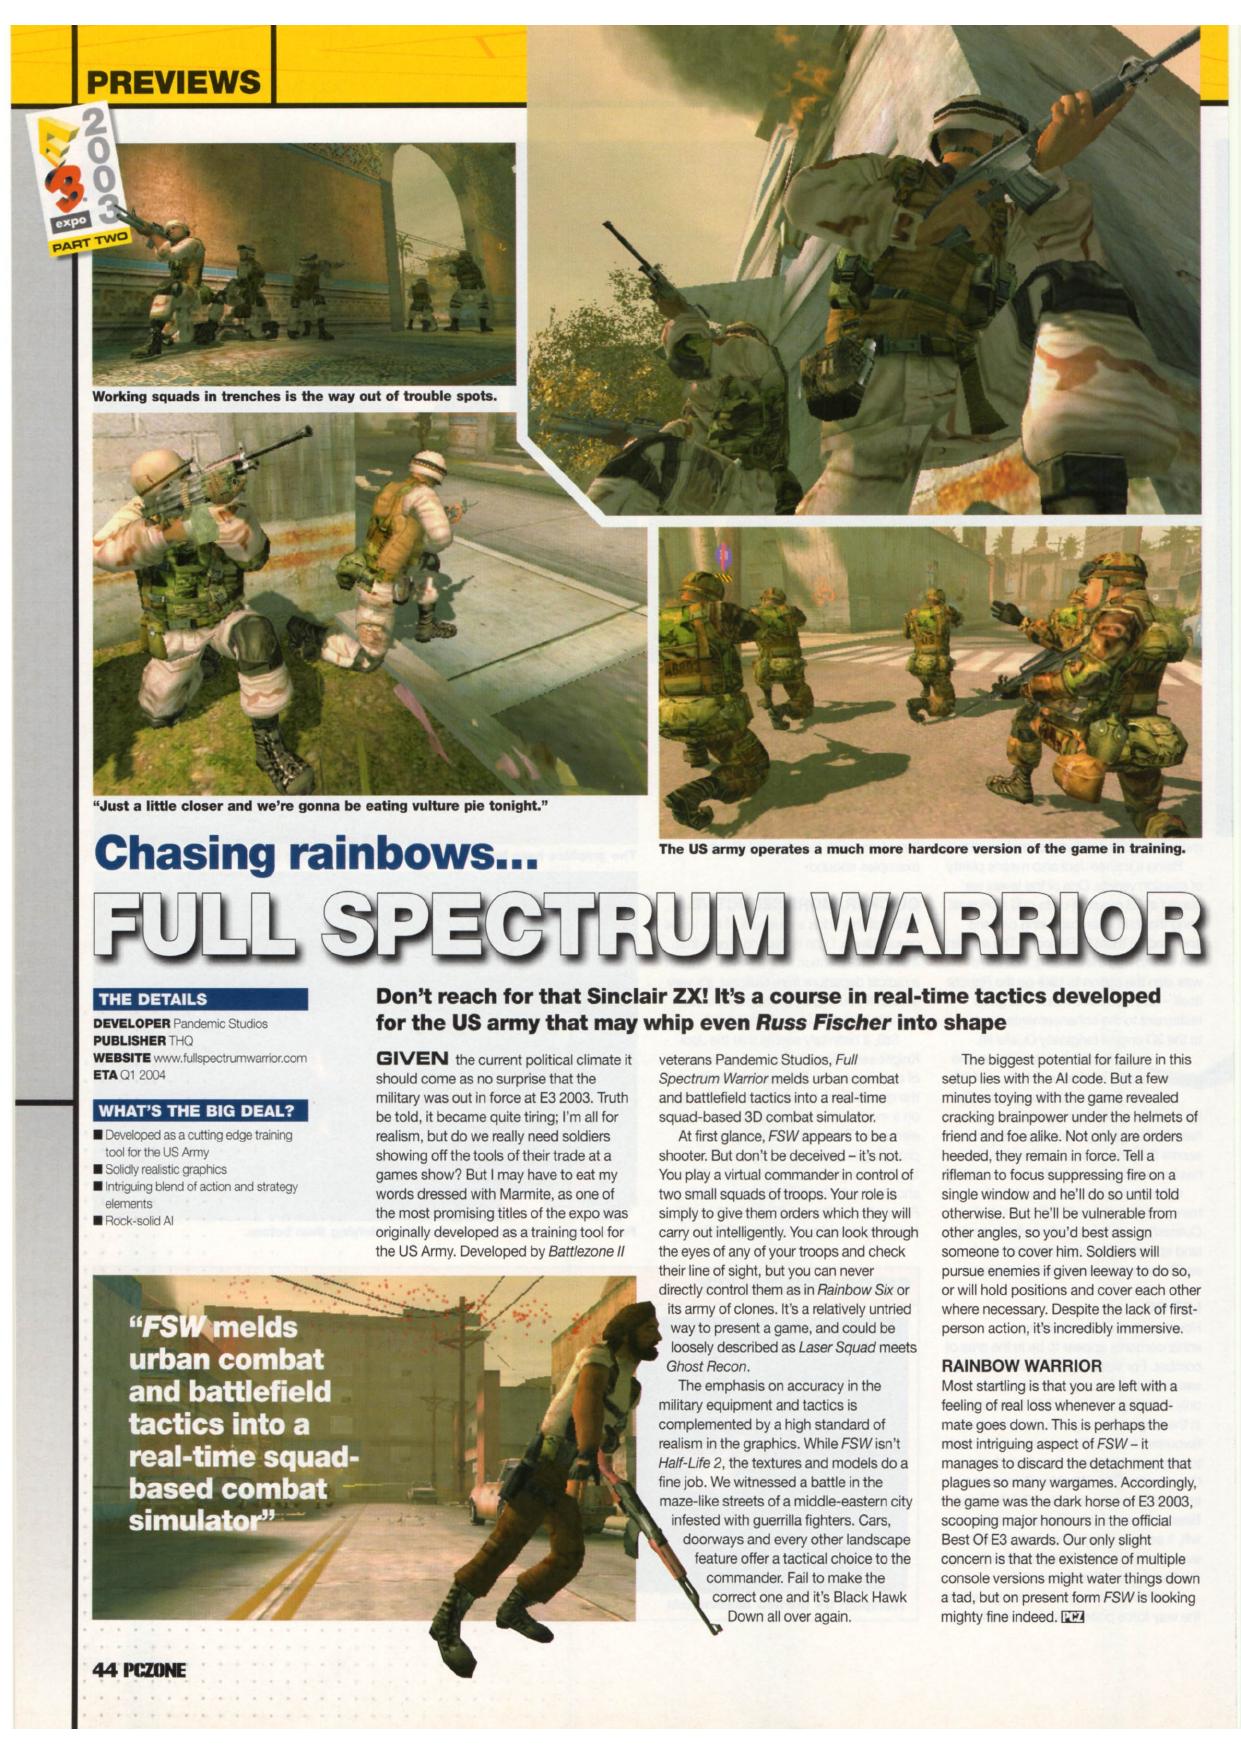 PREVIEWS
E3
expo
2003
PART TWO
Working squads in trenches is the way out of trouble spots.
"Just a little closer and we're gonna be eating vulture pie tonight."
The US army operates a much more hardcore version of the game in training.
Chasing rainbows...
FULL SPECTRUM WARRIOR
THE DETAILS
DEVELOPER Pandemic Studios
PUBLISHER THQ
WEBSITE www.fullspectrumwarrior.com
ETA Q1 2004
WHAT'S THE BIG DEAL?
■ Developed as a cutting edge training
tool for the US Army
■ Solidly realistic graphics
■ Intriguing blend of action and strategy
elements
■ Rock-solid AI
Don't reach for that Sinclair ZX! It's a course in real-time tactics developed
for the US army that may whip even Russ Fischer into shape
GIVEN the current political climate it
should come as no surprise that the
military was out in force at E3 2003. Truth
be told, it became quite tiring; I'm all for
realism, but do we really need soldiers
showing off the tools of their trade at a
games show? But I may have to eat my
words dressed with Marmite, as one of
the most promising titles of the expo was
originally developed as a training tool for
the US Army. Developed by Battlezone II
veterans Pandemic Studios, Full
Spectrum Warrior melds urban combat
and battlefield tactics into a real-time
squad-based 3D combat simulator.
At first glance, FSW appears to be a
shooter. But don't be deceived – it's not.
You play a virtual commander in control of
two small squads of troops. Your role is
simply to give them orders which they will
carry out intelligently. You can look through
the eyes of any of your troops and check
their line of sight, but you can never
directly control them as in Rainbow Six or
its army of clones. It's a relatively untried
way to present a game, and could be
loosely described as Laser Squad meets
Ghost Recon.
The emphasis on accuracy in the
military equipment and tactics is
complemented by a high standard of
realism in the graphics. While FSW isn't
Half-Life 2, the textures and models do a
fine job. We witnessed a battle in the
maze-like streets of a middle-eastern city
infested with guerrilla fighters. Cars,
doorways and every other landscape
feature offer a tactical choice to the
commander. Fail to make the
correct one and it's Black Hawk
Down all over again.
The biggest potential for failure in this
setup lies with the AI code. But a few
minutes toying with the game revealed
cracking brainpower under the helmets of
friend and foe alike. Not only are orders
heeded, they remain in force. Tell a
rifleman to focus suppressing fire on a
single window and he'll do so until told
otherwise. But he'll be vulnerable from
other angles, so you'd best assign
someone to cover him. Soldiers will
pursue enemies if given leeway to do so,
or will hold positions and cover each other
where necessary. Despite the lack of first-
person action, it's incredibly immersive.
RAINBOW WARRIOR
Most startling is that you are left with a
feeling of real loss whenever a squad-
mate goes down. This is perhaps the
most intriguing aspect of FSW – it
manages to discard the detachment that
plagues so many wargames. Accordingly,
the game was the dark horse of E3 2003,
scooping major honours in the official
Best Of E3 awards. Our only slight
concern is that the existence of multiple
console versions might water things down
a tad, but on present form FSW is looking
mighty fine indeed. PCZ
"FSW melds
urban combat
and battlefield
tactics into a
real-time squad-
based combat
simulator"
44 PCZONE